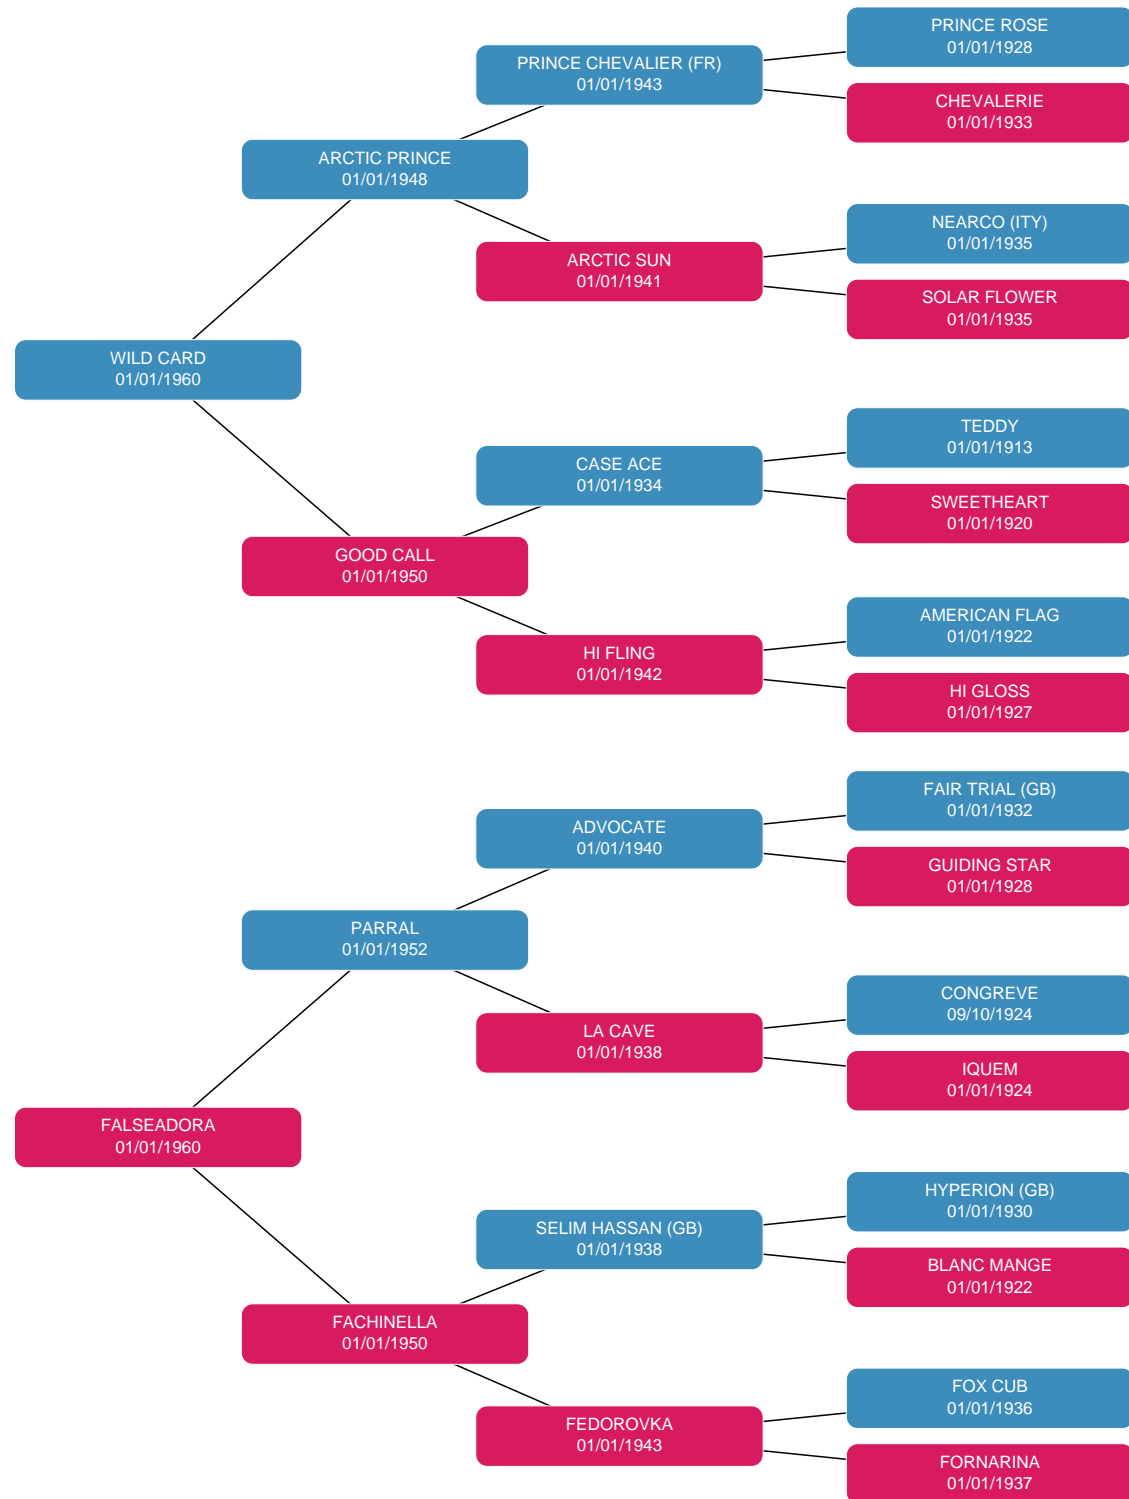 PRINCE ROSE
01/01/1928
PRINCE CHEVALIER (FR)
01/01/1943
CHEVALERIE
01/01/1933
ARCTIC PRINCE
01/01/1948
NEARCO (ITY)
01/01/1935
ARCTIC SUN
01/01/1941
SOLAR FLOWER
01/01/1935
WILD CARD
01/01/1960
TEDDY
01/01/1913
CASE ACE
01/01/1934
SWEETHEART
01/01/1920
GOOD CALL
01/01/1950
AMERICAN FLAG
01/01/1922
HI FLING
01/01/1942
HI GLOSS
01/01/1927
FAIR TRIAL (GB)
01/01/1932
ADVOCATE
01/01/1940
GUIDING STAR
01/01/1928
PARRAL
01/01/1952
CONGREVE
09/10/1924
LA CAVE
01/01/1938
IQUEM
01/01/1924
FALSEADORA
01/01/1960
HYPERION (GB)
01/01/1930
SELIM HASSAN (GB)
01/01/1938
BLANC MANGE
01/01/1922
FACHINELLA
01/01/1950
FOX CUB
01/01/1936
FEDOROVKA
01/01/1943
FORNARINA
01/01/1937